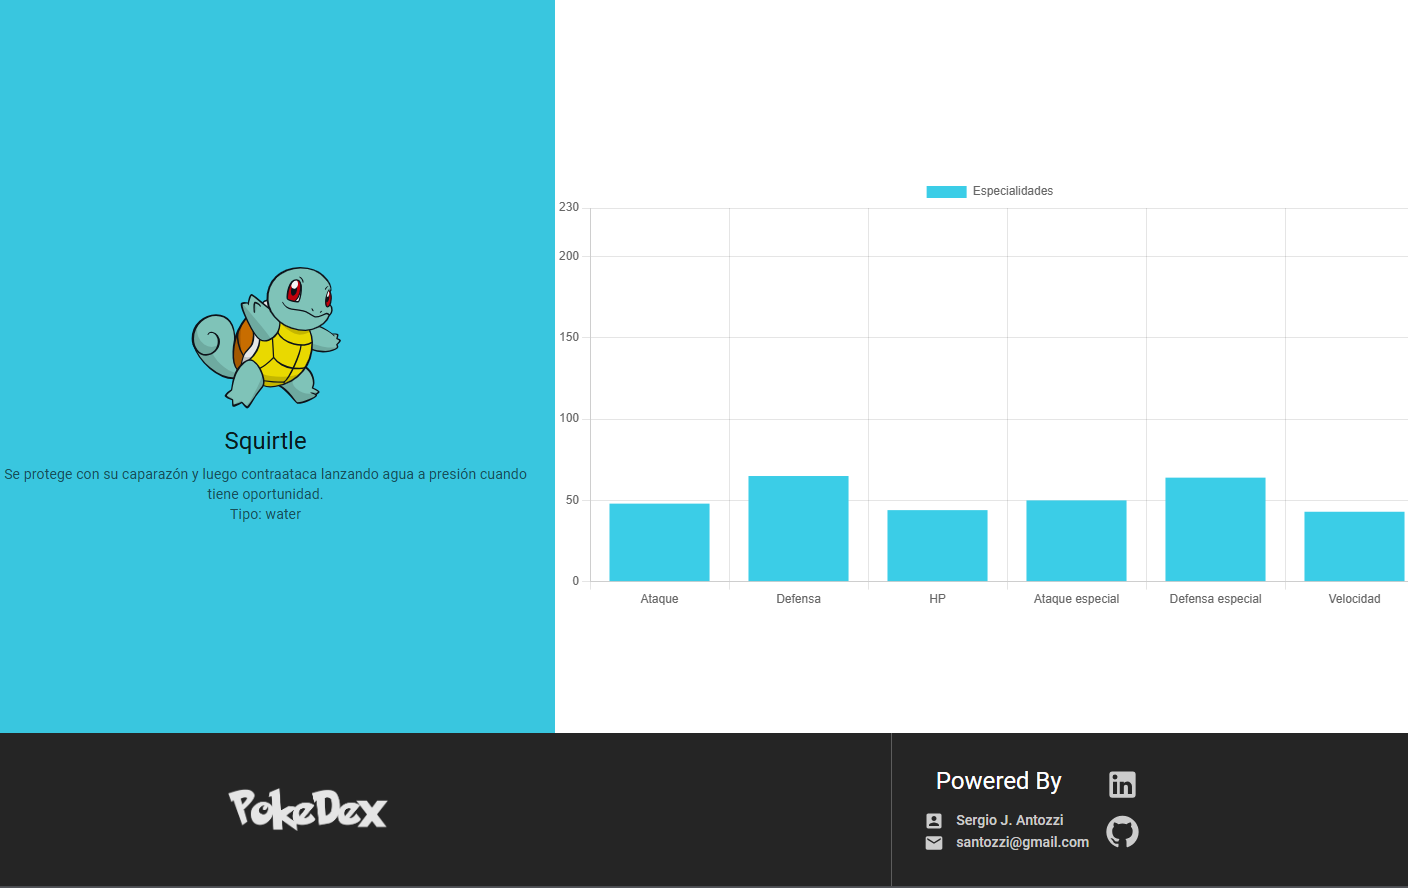 Squirtle
Se protege con su caparazón y luego contraataca lanzando agua a presión cuando
tiene oportunidad.
Tipo: water
Especialidades
230
200
150
100
50
0
Ataque
Defensa
HP
Ataque especial
Defensa especial
Velocidad
PokeDex
Powered By
in
Sergio J. Antozzi
santozzi@gmail.com